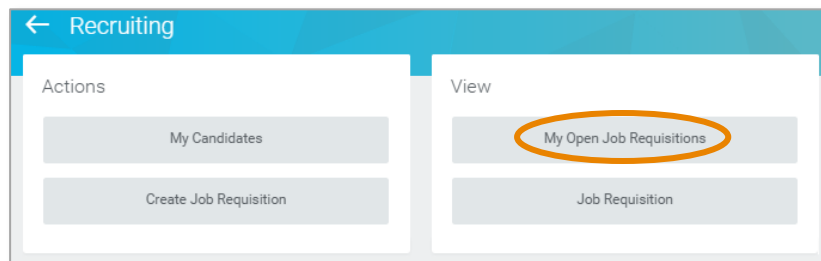 Recruiting
Actions
My Candidates
Create Job Requisition
View
My Open Job Requisitions
Job Requisition